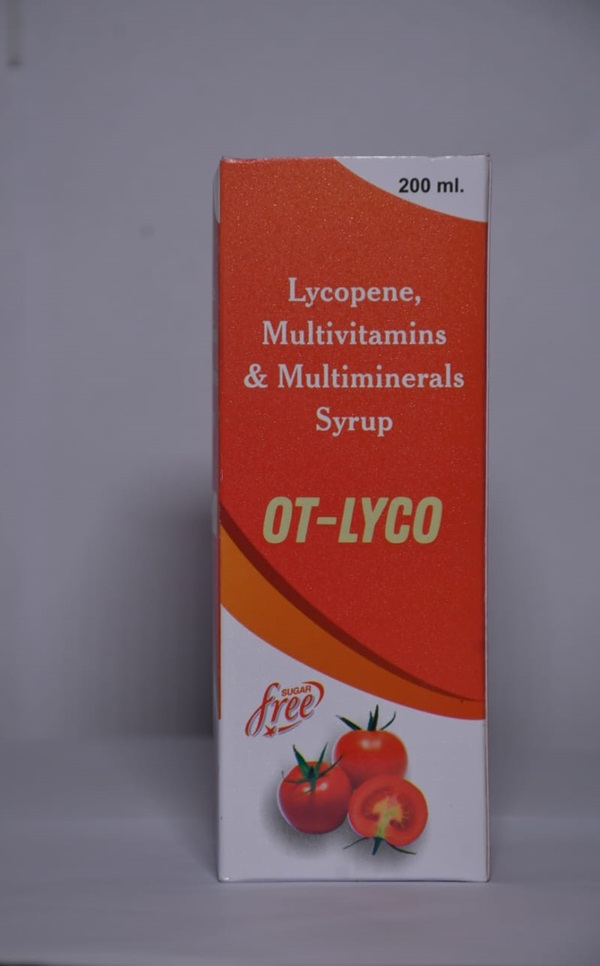 200 ml.
Lycopene,
Multivitamins
& Multiminerals
Syrup
OT-LYCO
SUGAR
free